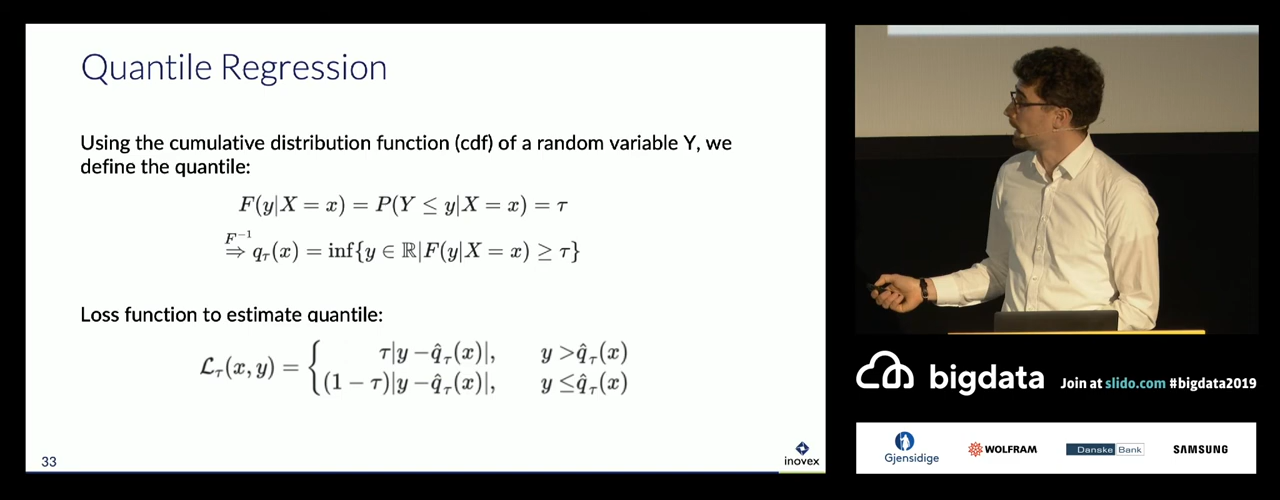 Quantile Regression
Using the cumulative distribution function (cdf) of a random variable Y, we
define the quantile:
F(y|X = x) = P(Y ≤ y|X = x) = τ
F⁻¹
⇒ q_τ(x) = inf{y ∈ ℝ|F(y|X = x) ≥ τ}
Loss function to estimate quantile:
ℒ_τ(x, y) = { τ|y − q̂_τ(x)|, y > q̂_τ(x)
(1 − τ)|y − q̂_τ(x)|, y ≤ q̂_τ(x)
33
inovex
bigdata
Join at slido.com #bigdata2019
Gjensidige
WOLFRAM
Danske Bank
SAMSUNG